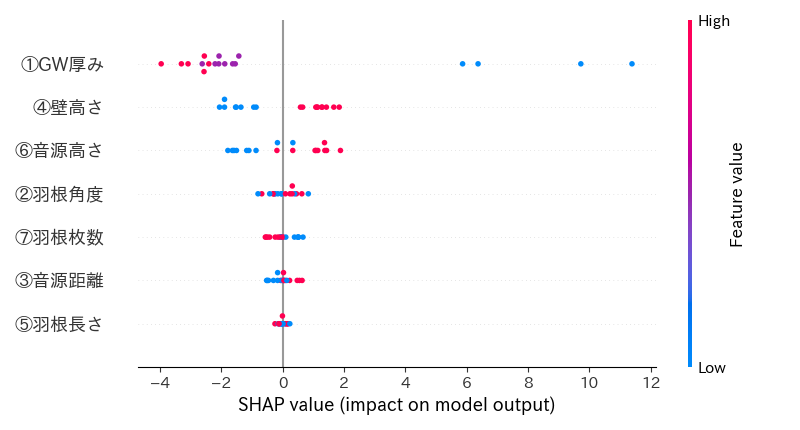 High
①GW厚み
④壁高さ
⑥音源高さ
②羽根角度
⑦羽根枚数
③音源距離
⑤羽根長さ
Feature value
Low
−4 −2 0 2 4 6 8 10 12
SHAP value (impact on model output)